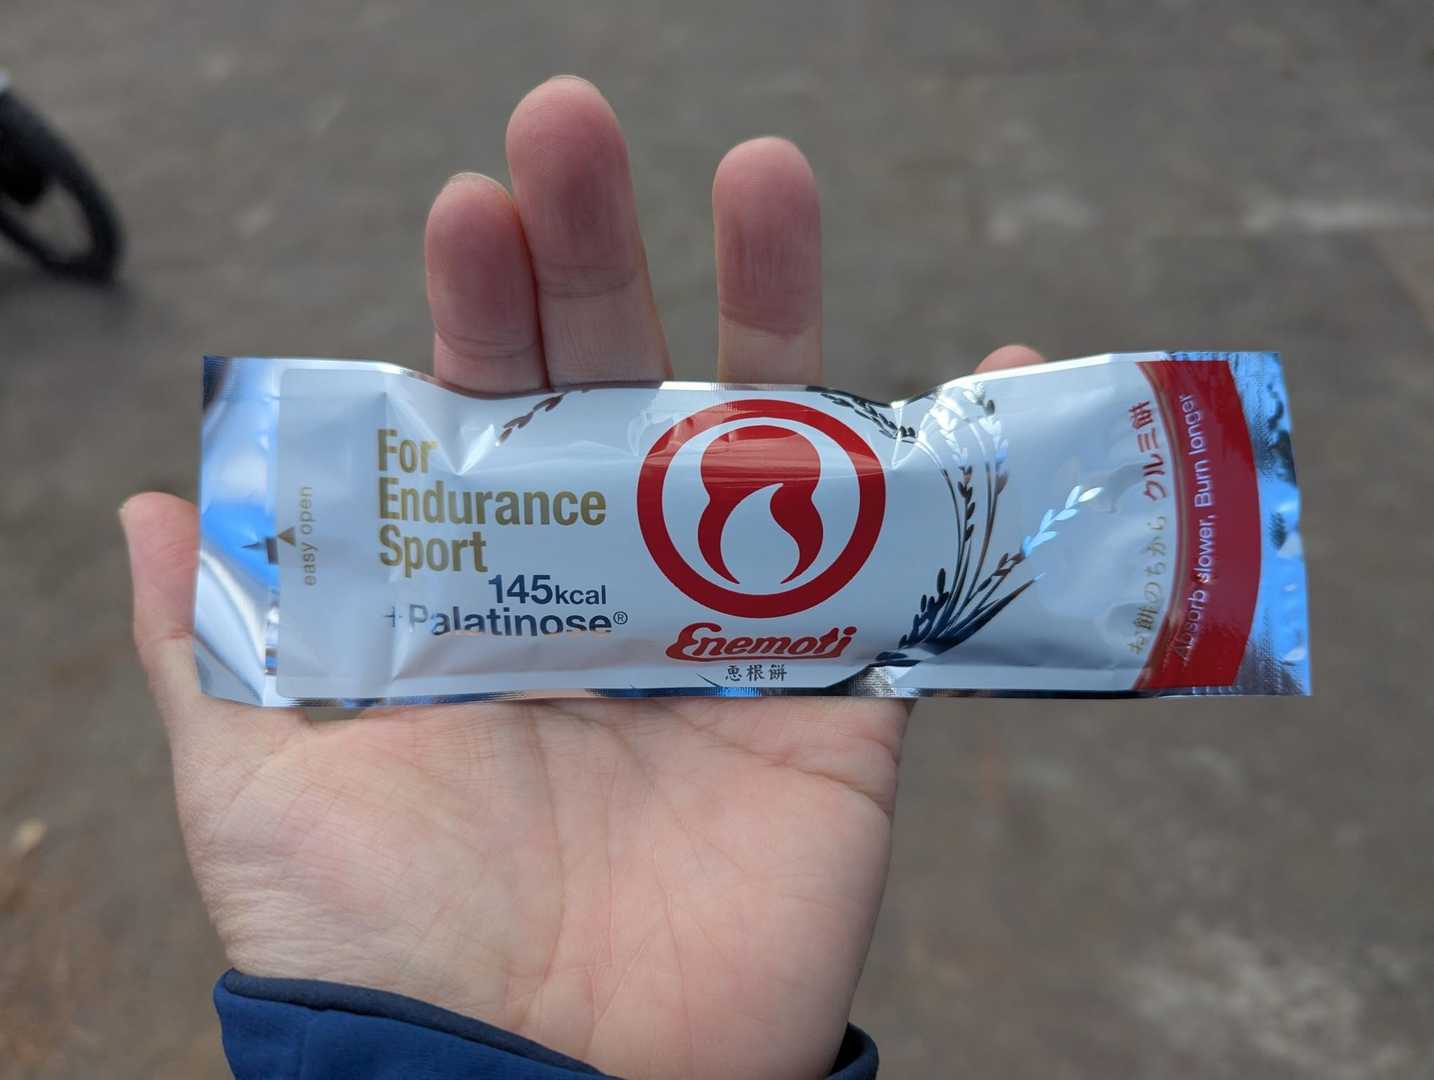 easy open
For
Endurance
Sport
145kcal
+Palatinose®
Enemoti
恵根餅
お餅のちから クルミ餅
Absorb slower, Burn longer